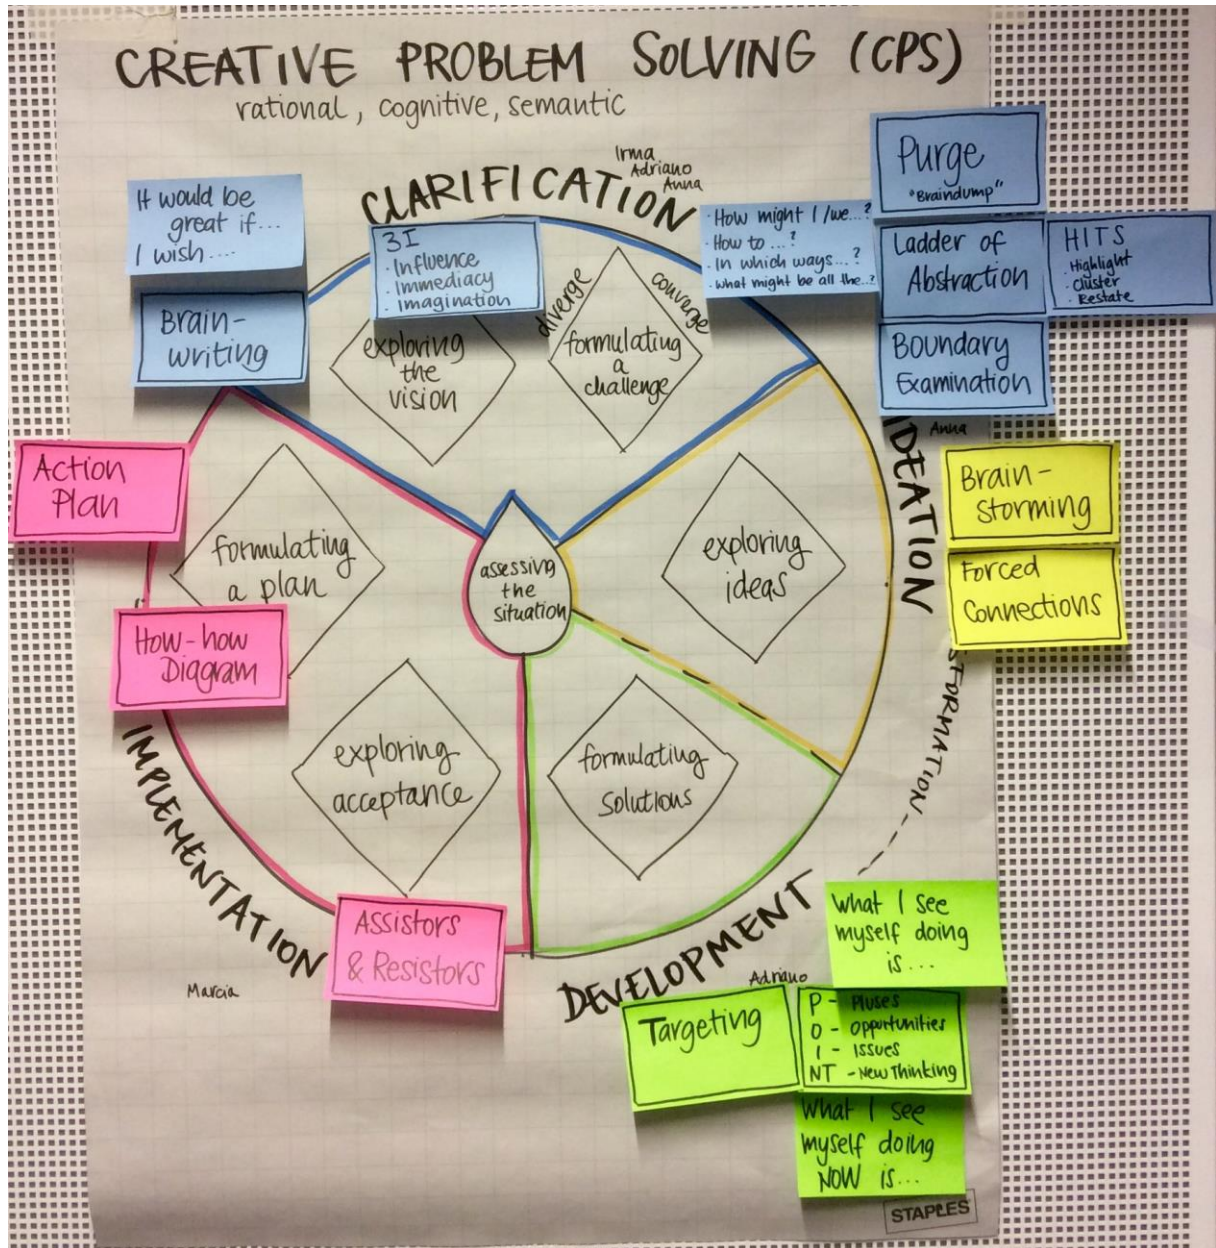 CREATIVE PROBLEM SOLVING (CPS)
rational, cognitive, semantic
Irma
Adriano
Anna
CLARIFICATION
It would be
great if...
I wish....
Brain-
writing
3I
· Influence
· Immediacy
· Imagination
· How might I /we...?
· How to ...?
· In which ways...?
· what might be all the..?
Purge
"Braindump"
Ladder of
Abstraction
HITS
· Highlight
· Cluster
· Restate
Boundary
Examination
exploring
the
vision
diverge
converge
formulating
a
challenge
IDEATION
Anna
Brain-
storming
Forced
Connections
exploring
ideas
assessing
the
situation
Action
Plan
formulating
a plan
How-how
Diagram
exploring
acceptance
formulating
solutions
STORMATION
IMPLEMENTATION
Marcia
Assistors
& Resistors
DEVELOPMENT
Adriano
What I see
myself doing
is...
Targeting
P - Pluses
O - Opportunities
I - Issues
NT - New Thinking
What I see
myself doing
NOW is...
STAPLES